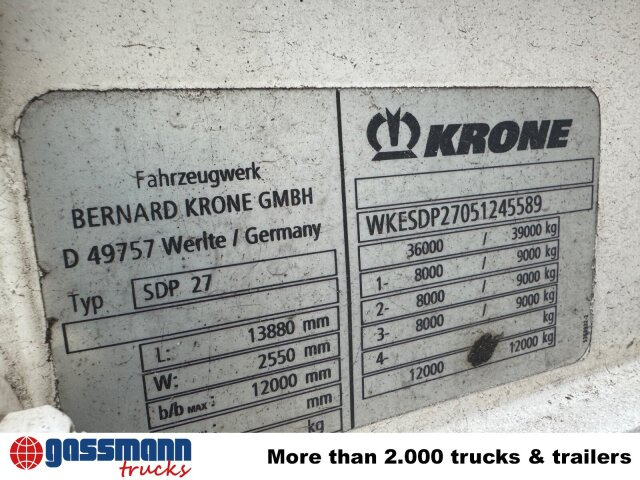 Fahrzeugwerk
BERNARD KRONE GMBH
D 49757 Werlte / Germany
Typ SDP 27
L: 13880 mm
W: 2550 mm
b/b MAX: 12000 mm
mm
kg
KRONE
WKESDP27051245589
36000 / 39000 kg
1- 8000 / 9000 kg
2- 8000 / 9000 kg
3- 8000 / 9000 kg
4- kg
12000 12000 kg
gassmann
trucks
More than 2.000 trucks & trailers